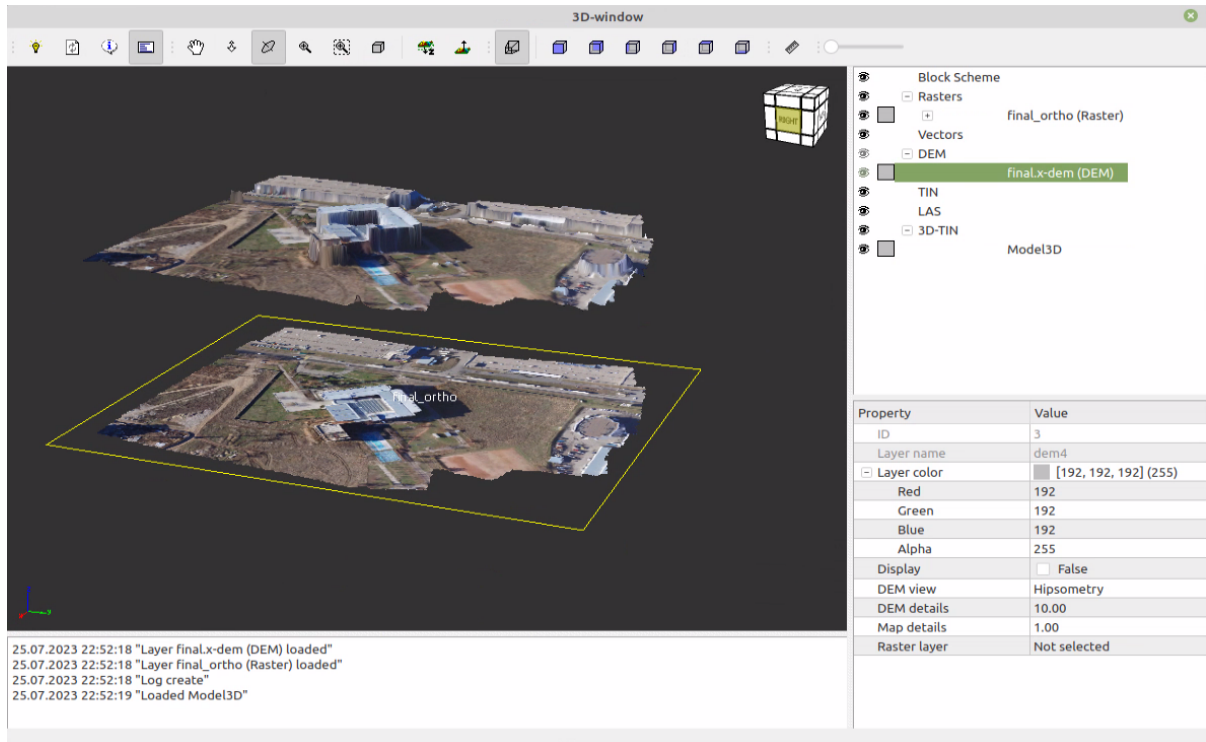 3D-window
RIGHT
final_ortho
Block Scheme
Rasters
final_ortho (Raster)
Vectors
DEM
final.x-dem (DEM)
TIN
LAS
3D-TIN
Model3D
Property Value
ID 3
Layer name dem4
Layer color [192, 192, 192] (255)
Red 192
Green 192
Blue 192
Alpha 255
Display False
DEM view Hipsometry
DEM details 10.00
Map details 1.00
Raster layer Not selected
25.07.2023 22:52:18 "Layer final.x-dem (DEM) loaded"
25.07.2023 22:52:18 "Layer final_ortho (Raster) loaded"
25.07.2023 22:52:18 "Log create"
25.07.2023 22:52:19 "Loaded Model3D"